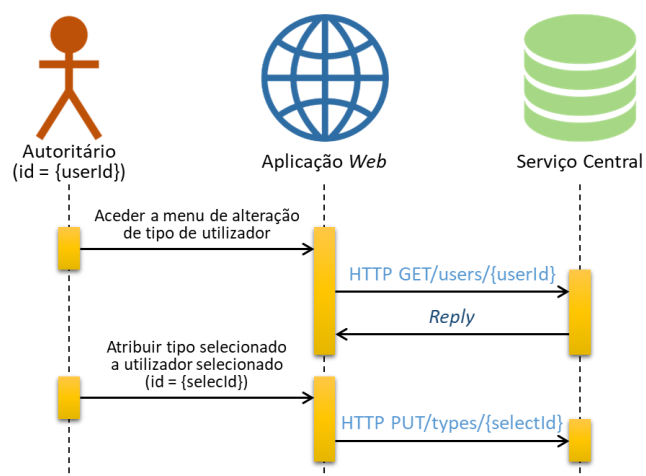 Autoritário
(id = {userId})
Aplicação Web
Serviço Central
Aceder a menu de alteração
de tipo de utilizador
HTTP GET/users/{userId}
Reply
Atribuir tipo selecionado
a utilizador selecionado
(id = {selecId})
HTTP PUT/types/{selectId}